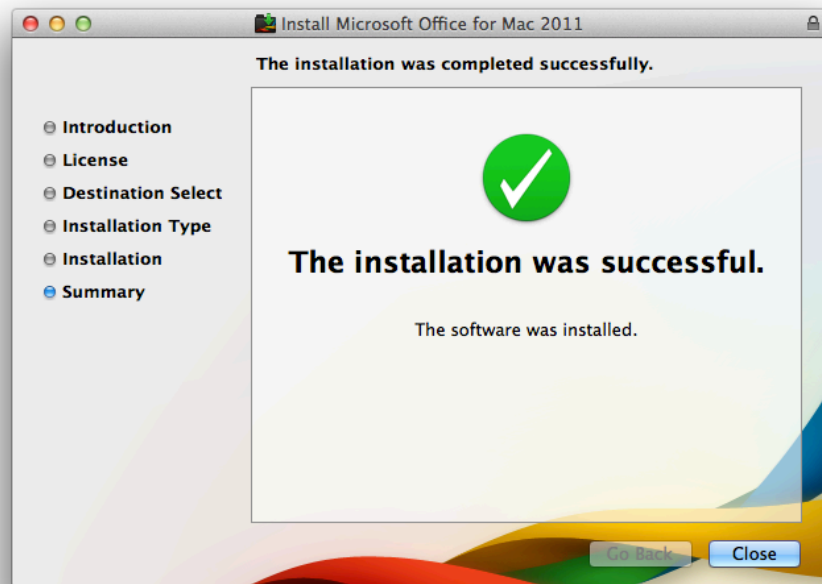 Install Microsoft Office for Mac 2011
The installation was completed successfully.
Introduction
License
Destination Select
Installation Type
Installation
Summary
The installation was successful.
The software was installed.
Go Back
Close